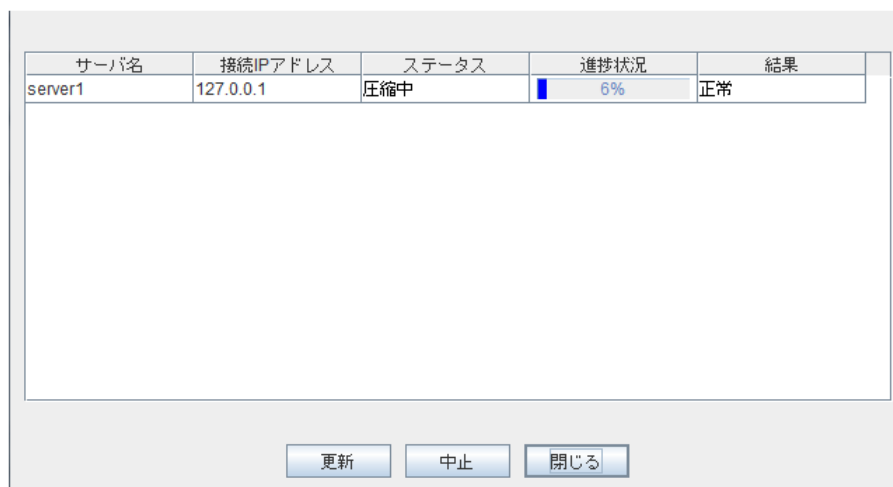 サーバ名 接続IPアドレス ステータス 進捗状況 結果
server1 127.0.0.1 圧縮中 6% 正常
更新 中止 閉じる